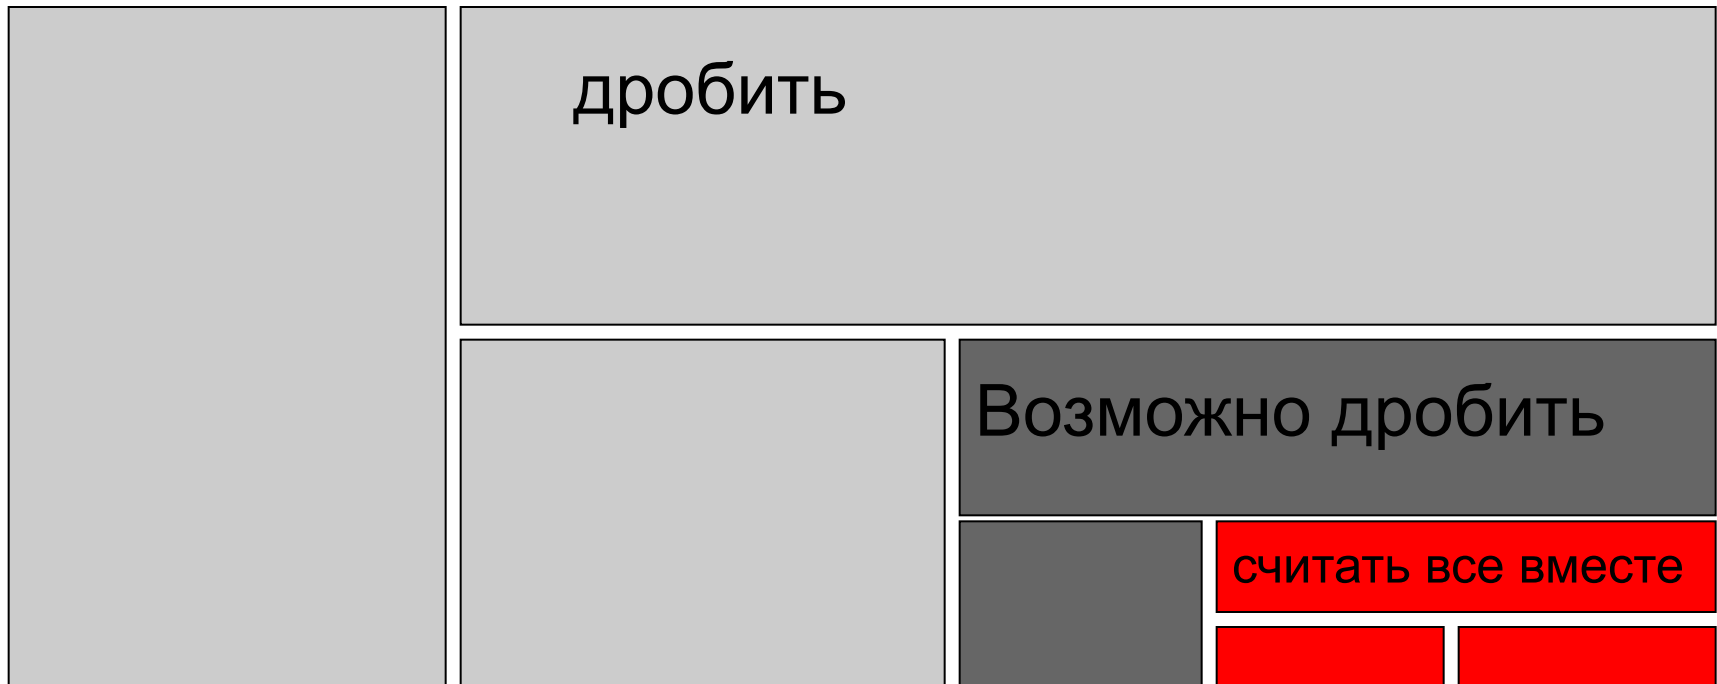 дробить
Возможно дробить
считать все вместе